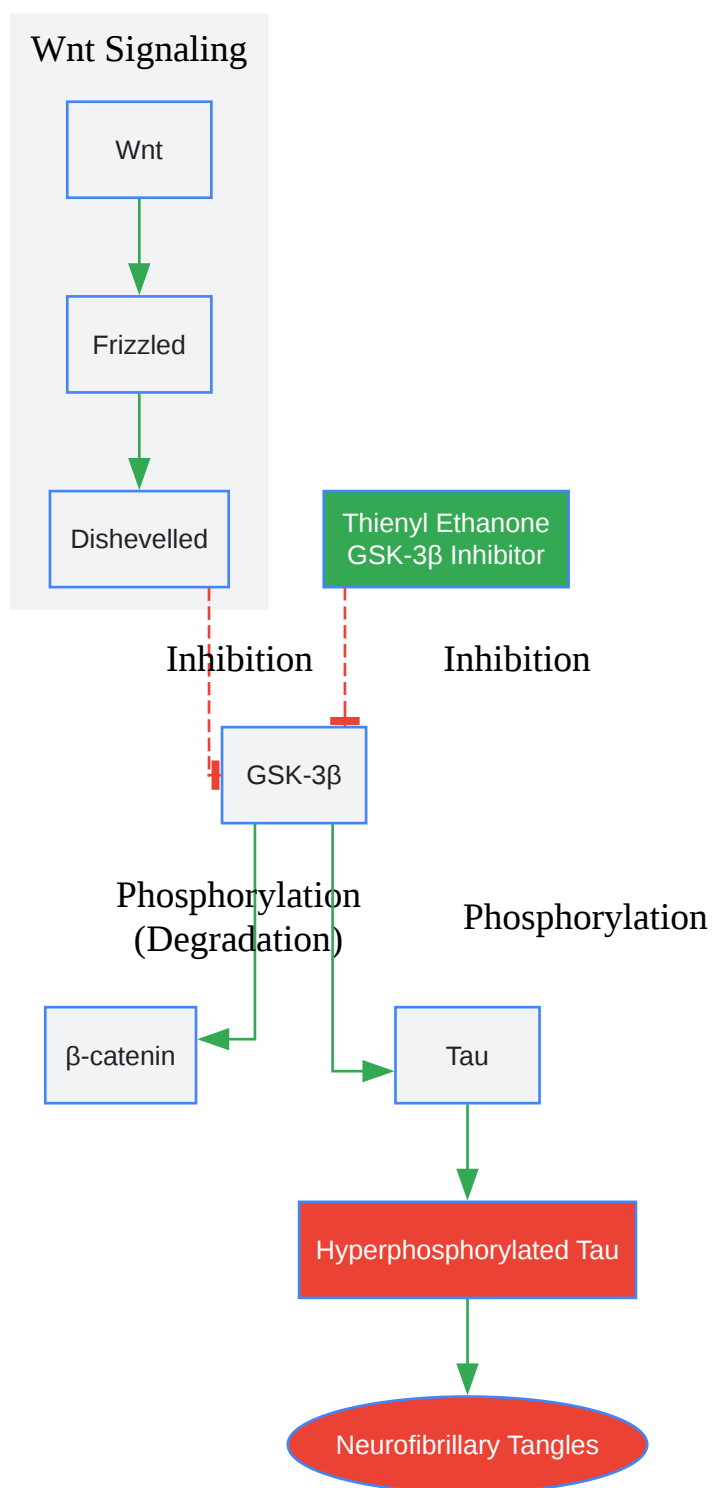 Wnt Signaling
Wnt
Frizzled
Dishevelled
Thienyl Ethanone
GSK-3β Inhibitor
Inhibition
Inhibition
GSK-3β
Phosphorylation
(Degradation)
Phosphorylation
β-catenin
Tau
Hyperphosphorylated Tau
Neurofibrillary Tangles